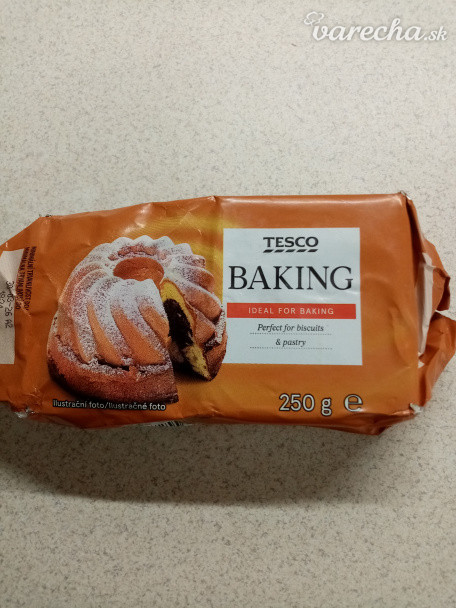 varecha.sk
TESCO
BAKING
IDEAL FOR BAKING
Perfect for biscuits
& pastry
250 g e
Ilustrační foto/Ilustračné foto